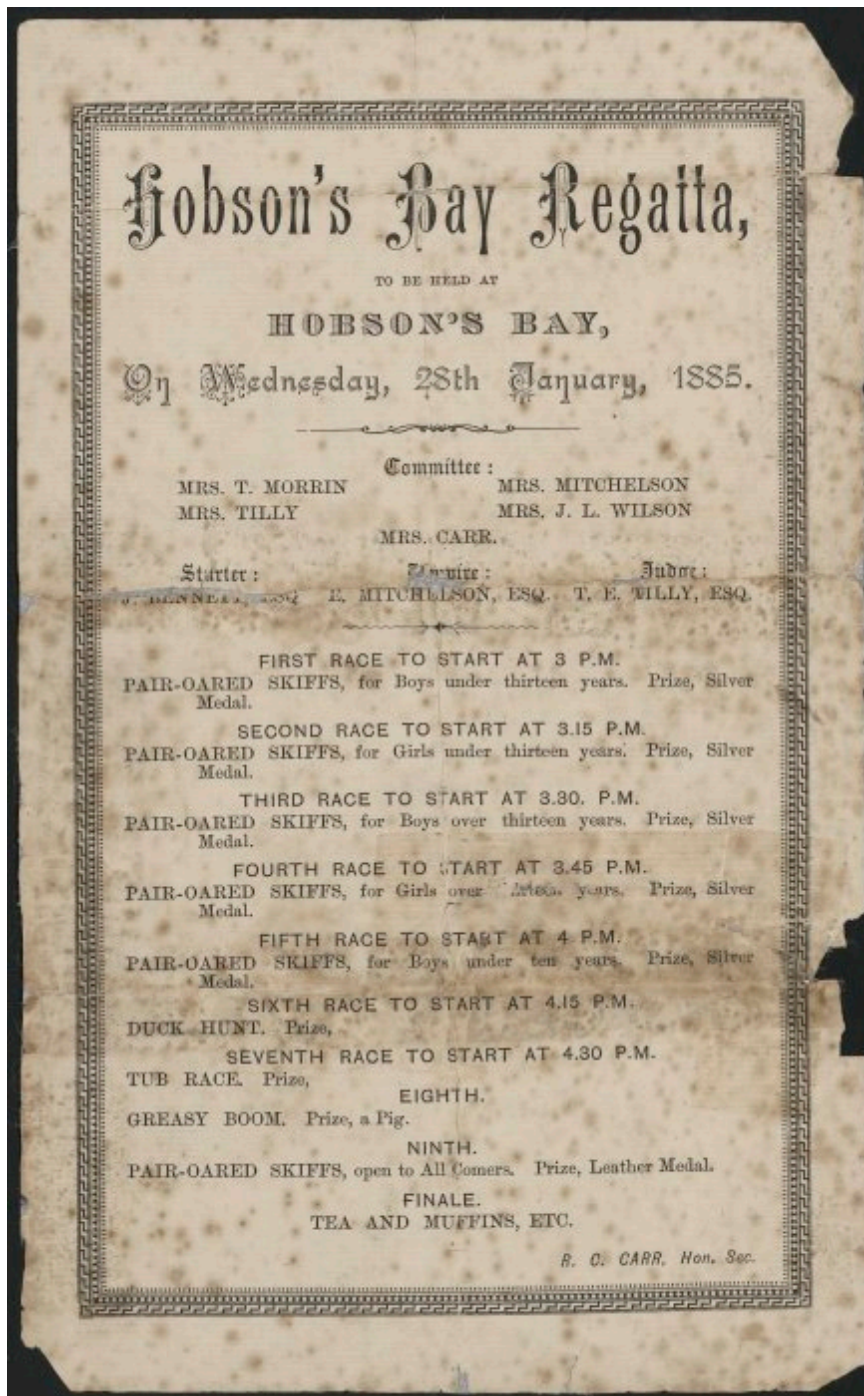 Hobson's Bay Regatta,
TO BE HELD AT
HOBSON'S BAY,
On Wednesday, 28th January, 1885.
Committee :
MRS. T. MORRIN MRS. MITCHELSON
MRS. TILLY MRS. J. L. WILSON
MRS. CARR.
Starter : Umpire : Judge :
J. BENNETT, ESQ E. MITCHELSON, ESQ. T. E. TILLY, ESQ.
FIRST RACE TO START AT 3 P.M.
PAIR-OARED SKIFFS, for Boys under thirteen years. Prize, Silver
Medal.
SECOND RACE TO START AT 3.15 P.M.
PAIR-OARED SKIFFS, for Girls under thirteen years. Prize, Silver
Medal.
THIRD RACE TO START AT 3.30. P.M.
PAIR-OARED SKIFFS, for Boys over thirteen years. Prize, Silver
Medal.
FOURTH RACE TO START AT 3.45 P.M.
PAIR-OARED SKIFFS, for Girls over years. Prize, Silver
Medal.
FIFTH RACE TO START AT 4 P.M.
PAIR-OARED SKIFFS, for Boys under ten years. Prize, Silver
Medal.
SIXTH RACE TO START AT 4.15 P.M.
DUCK HUNT. Prize,
SEVENTH RACE TO START AT 4.30 P.M.
TUB RACE. Prize,
EIGHTH.
GREASY BOOM. Prize, a Pig.
NINTH.
PAIR-OARED SKIFFS, open to All Comers. Prize, Leather Medal.
FINALE.
TEA AND MUFFINS, ETC.
R. C. CARR, Hon. Sec.